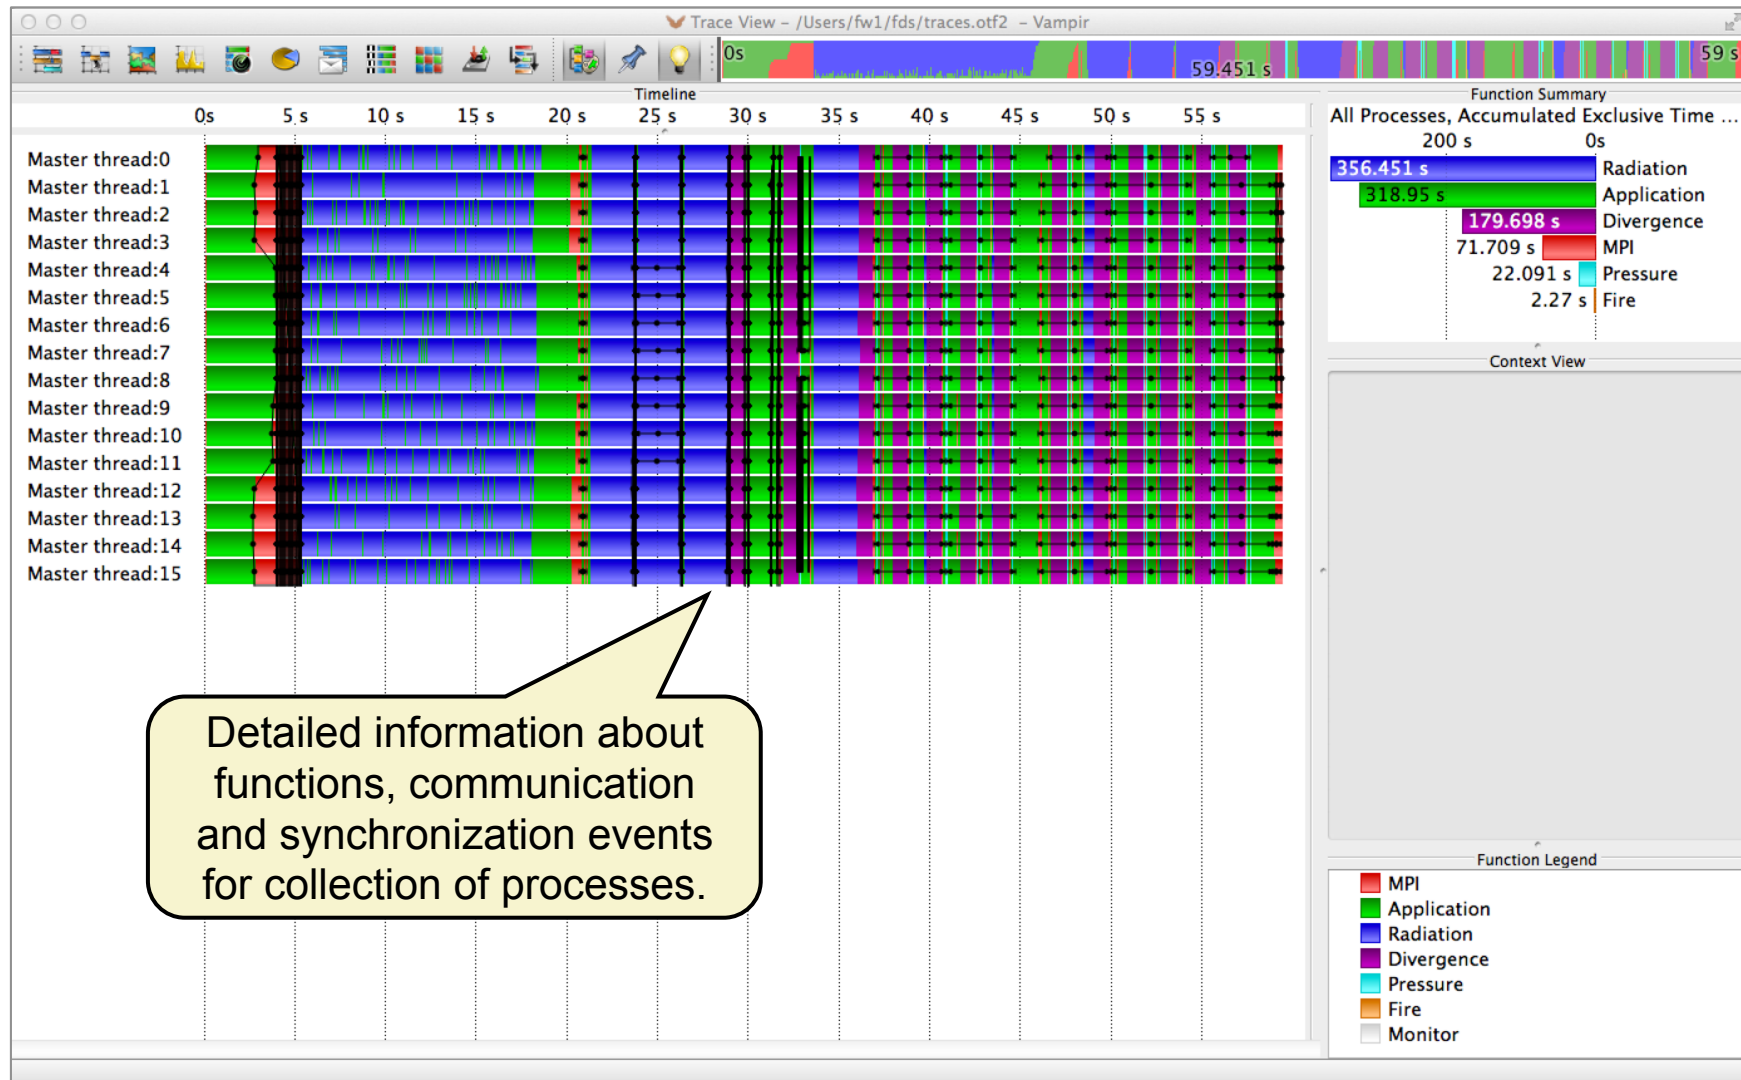 Trace View – /Users/fw1/fds/traces.otf2 – Vampir
0s
59.451 s
59 s
Timeline
0s 5 s 10 s 15 s 20 s 25 s 30 s 35 s 40 s 45 s 50 s 55 s
Master thread:0
Master thread:1
Master thread:2
Master thread:3
Master thread:4
Master thread:5
Master thread:6
Master thread:7
Master thread:8
Master thread:9
Master thread:10
Master thread:11
Master thread:12
Master thread:13
Master thread:14
Master thread:15
Detailed information about
functions, communication
and synchronization events
for collection of processes.
Function Summary
All Processes, Accumulated Exclusive Time ...
200 s 0s
356.451 s Radiation
318.95 s Application
179.698 s Divergence
71.709 s MPI
22.091 s Pressure
2.27 s Fire
Context View
Function Legend
MPI
Application
Radiation
Divergence
Pressure
Fire
Monitor